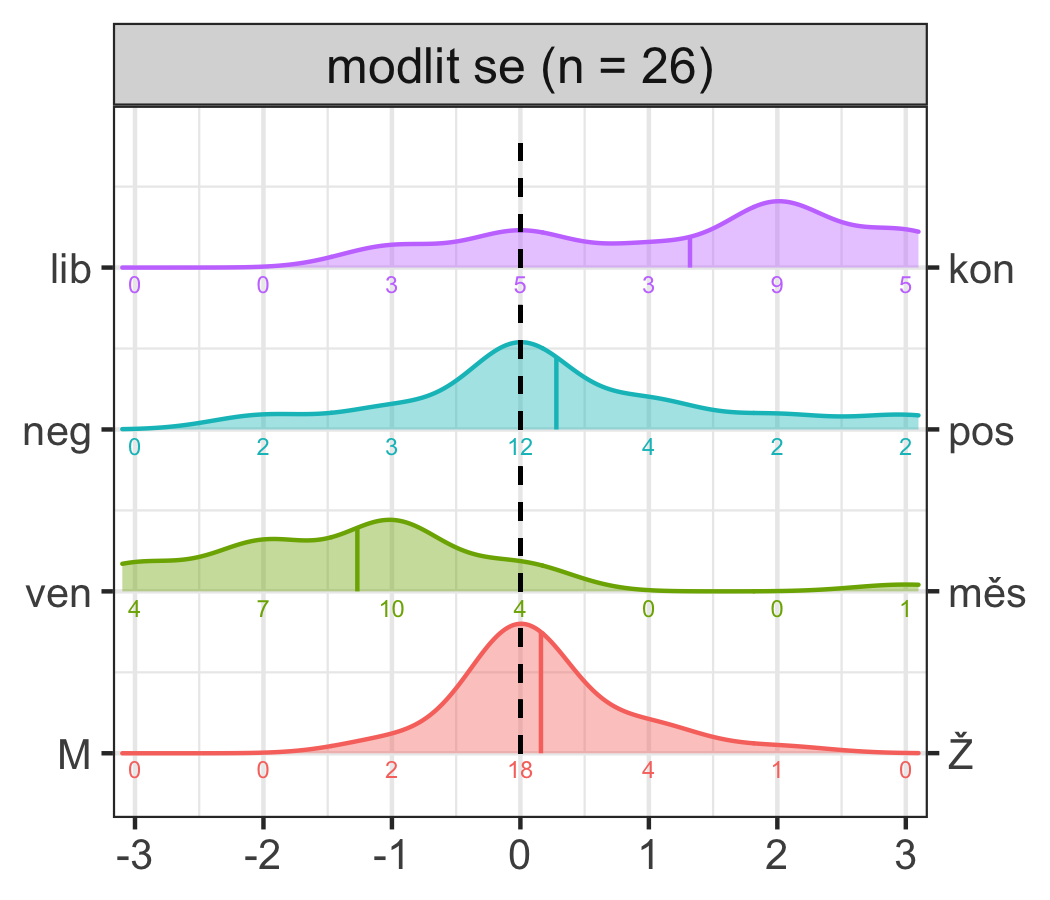 modlit se (n = 26)
lib kon
0 0 3 5 3 9 5
neg pos
0 2 3 12 4 2 2
ven měs
4 7 10 4 0 0 1
M Ž
0 0 2 18 4 1 0
-3 -2 -1 0 1 2 3